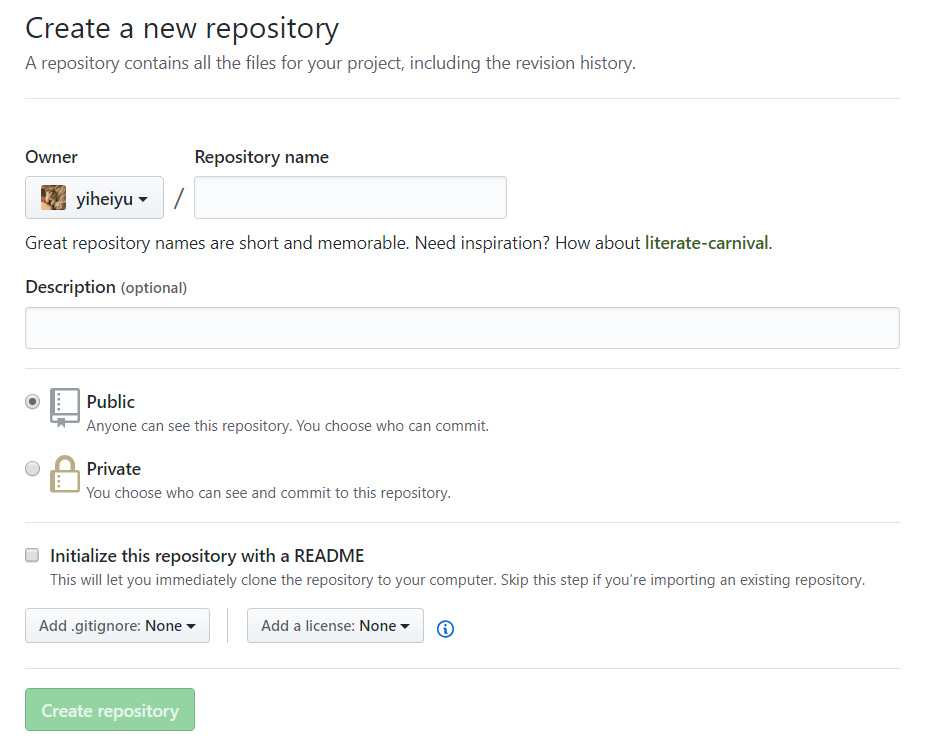 Create a new repository
A repository contains all the files for your project, including the revision history.
Owner
Repository name
yiheiyu
/
Great repository names are short and memorable. Need inspiration? How about literate-carnival.
Description (optional)
Public
Anyone can see this repository. You choose who can commit.
Private
You choose who can see and commit to this repository.
Initialize this repository with a README
This will let you immediately clone the repository to your computer. Skip this step if you’re importing an existing repository.
Add .gitignore: None
Add a license: None
Create repository